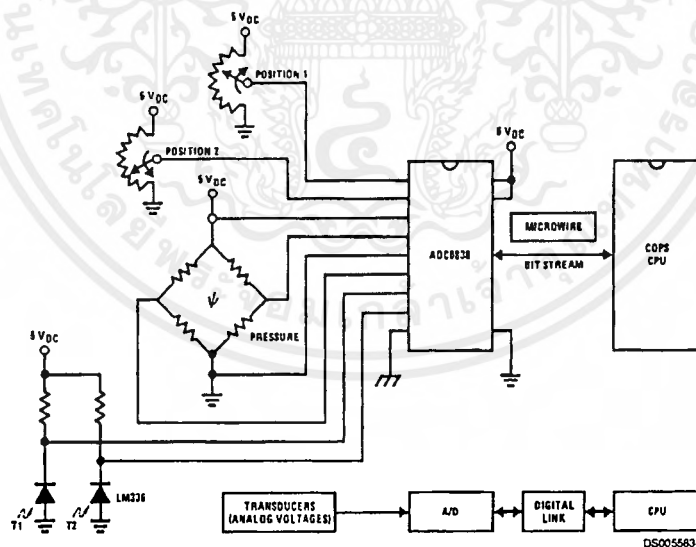 5 VDC
POSITION 1
5 VDC
POSITION 2
5 VDC
5 VDC
ADC0838
MICROWIRE
BIT STREAM
COPS
CPU
PRESSURE
5 VDC
LM336
T1
T2
TRANSDUCERS
(ANALOG VOLTAGES)
A/D
DIGITAL
LINK
CPU
DS005583